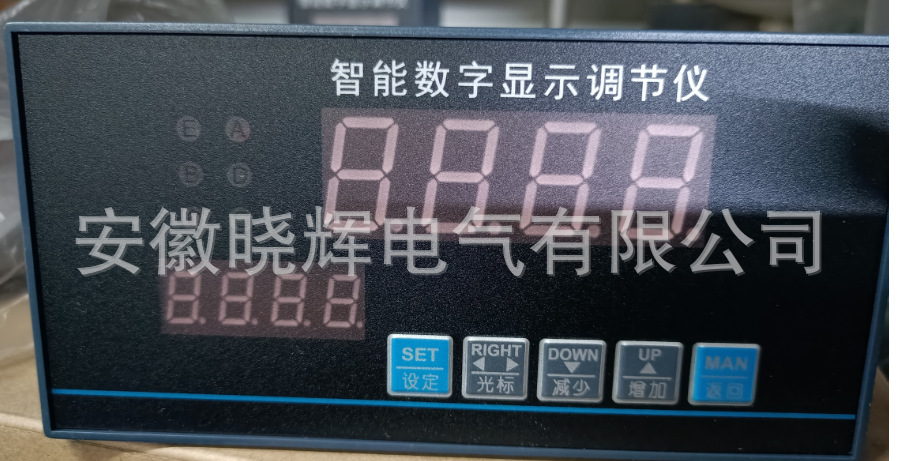 智能数字显示调节仪
E A
安徽晓辉电气有限公司
SET RIGHT DOWN UP MAN
设定 光标 减少 增加 返回